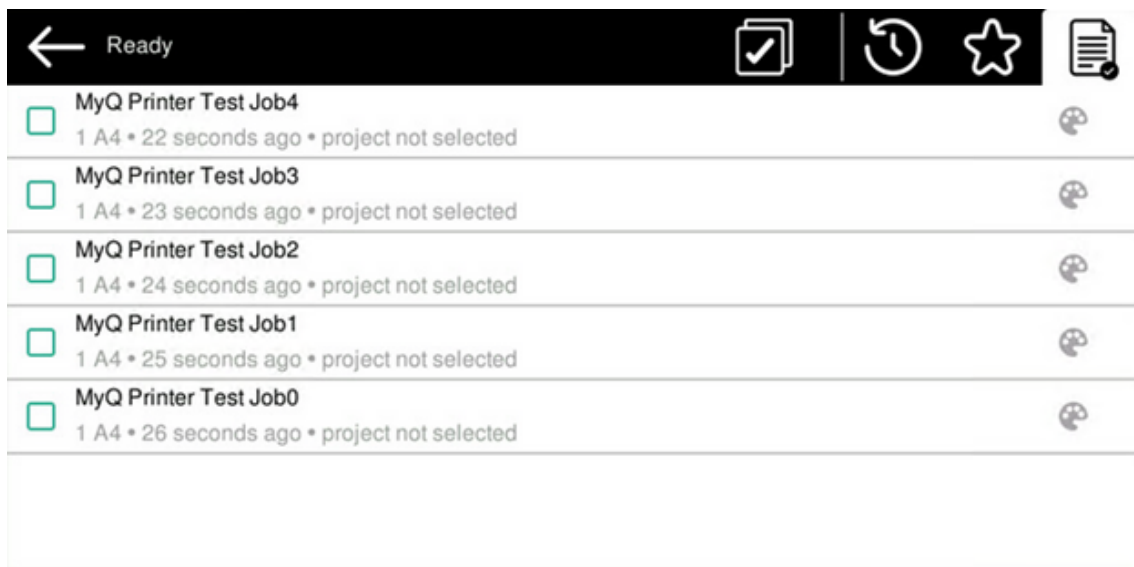 Ready
MyQ Printer Test Job4
1 A4 • 22 seconds ago • project not selected
MyQ Printer Test Job3
1 A4 • 23 seconds ago • project not selected
MyQ Printer Test Job2
1 A4 • 24 seconds ago • project not selected
MyQ Printer Test Job1
1 A4 • 25 seconds ago • project not selected
MyQ Printer Test Job0
1 A4 • 26 seconds ago • project not selected